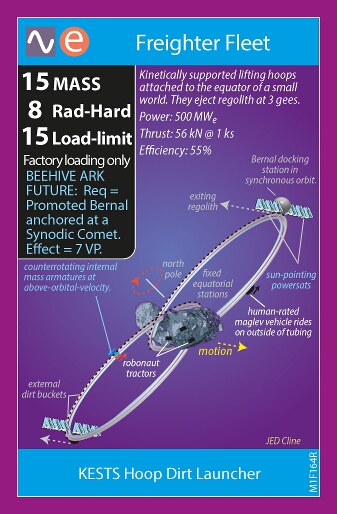 e
Freighter Fleet
15 MASS
8 Rad-Hard
15 Load-limit
Factory loading only
BEEHIVE ARK
FUTURE: Req =
Promoted Bernal
anchored at a
Synodic Comet.
Effect = 7 VP.
Kinetically supported lifting hoops
attached to the equator of a small
world. They eject regolith at 3 gees.
Power: 500 MWe
Thrust: 56 kN @ 1 ks
Efficiency: 55%
Bernal docking
station in
synchronous orbit.
exiting
regolith
counterrotating internal
mass armatures at
above-orbital-velocity.
north
pole
fixed
equatorial
stations
sun-pointing
powersats
human-rated
maglev vehicle rides
on outside of tubing
motion
robonaut
tractors
external
dirt buckets
JED Cline
KESTS Hoop Dirt Launcher
M1F164R